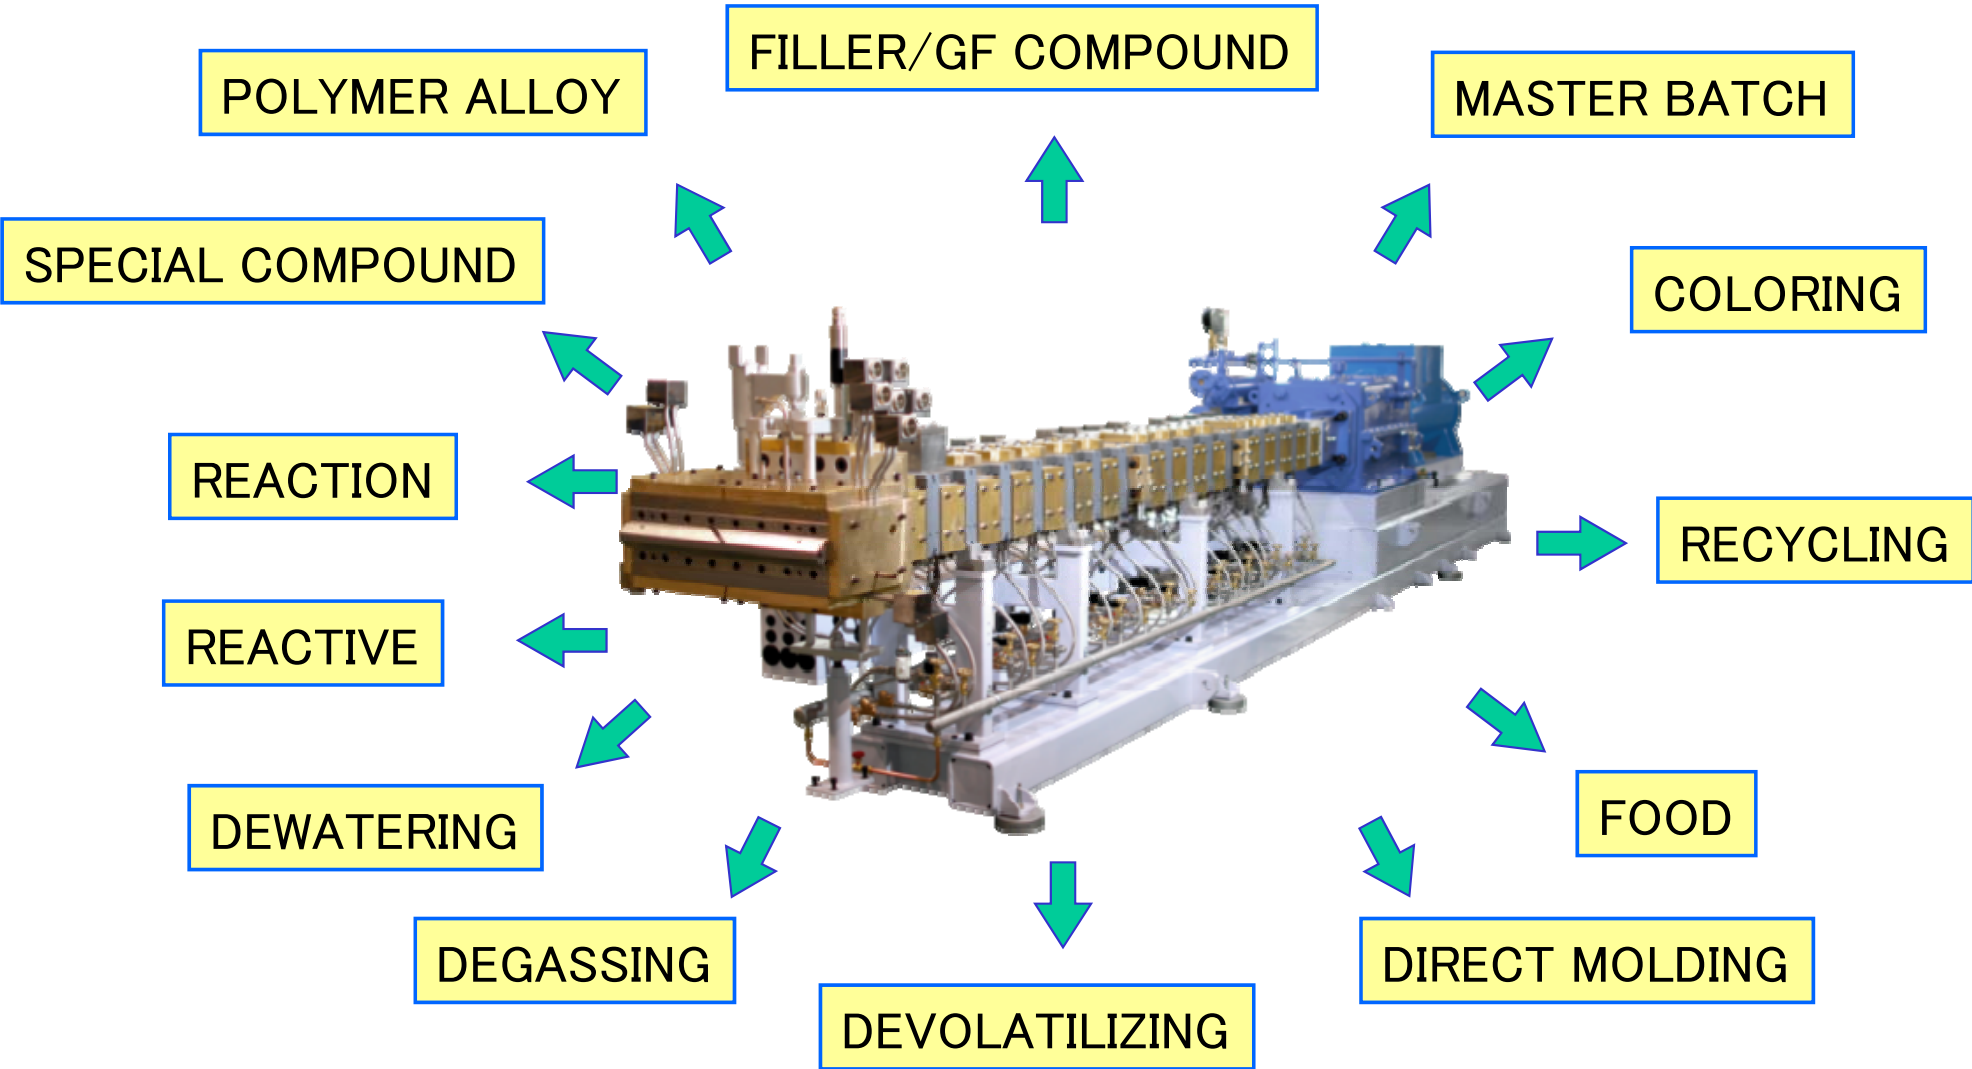 FILLER/GF COMPOUND
POLYMER ALLOY
MASTER BATCH
SPECIAL COMPOUND
COLORING
REACTION
RECYCLING
REACTIVE
DEWATERING
FOOD
DEGASSING
DIRECT MOLDING
DEVOLATILIZING